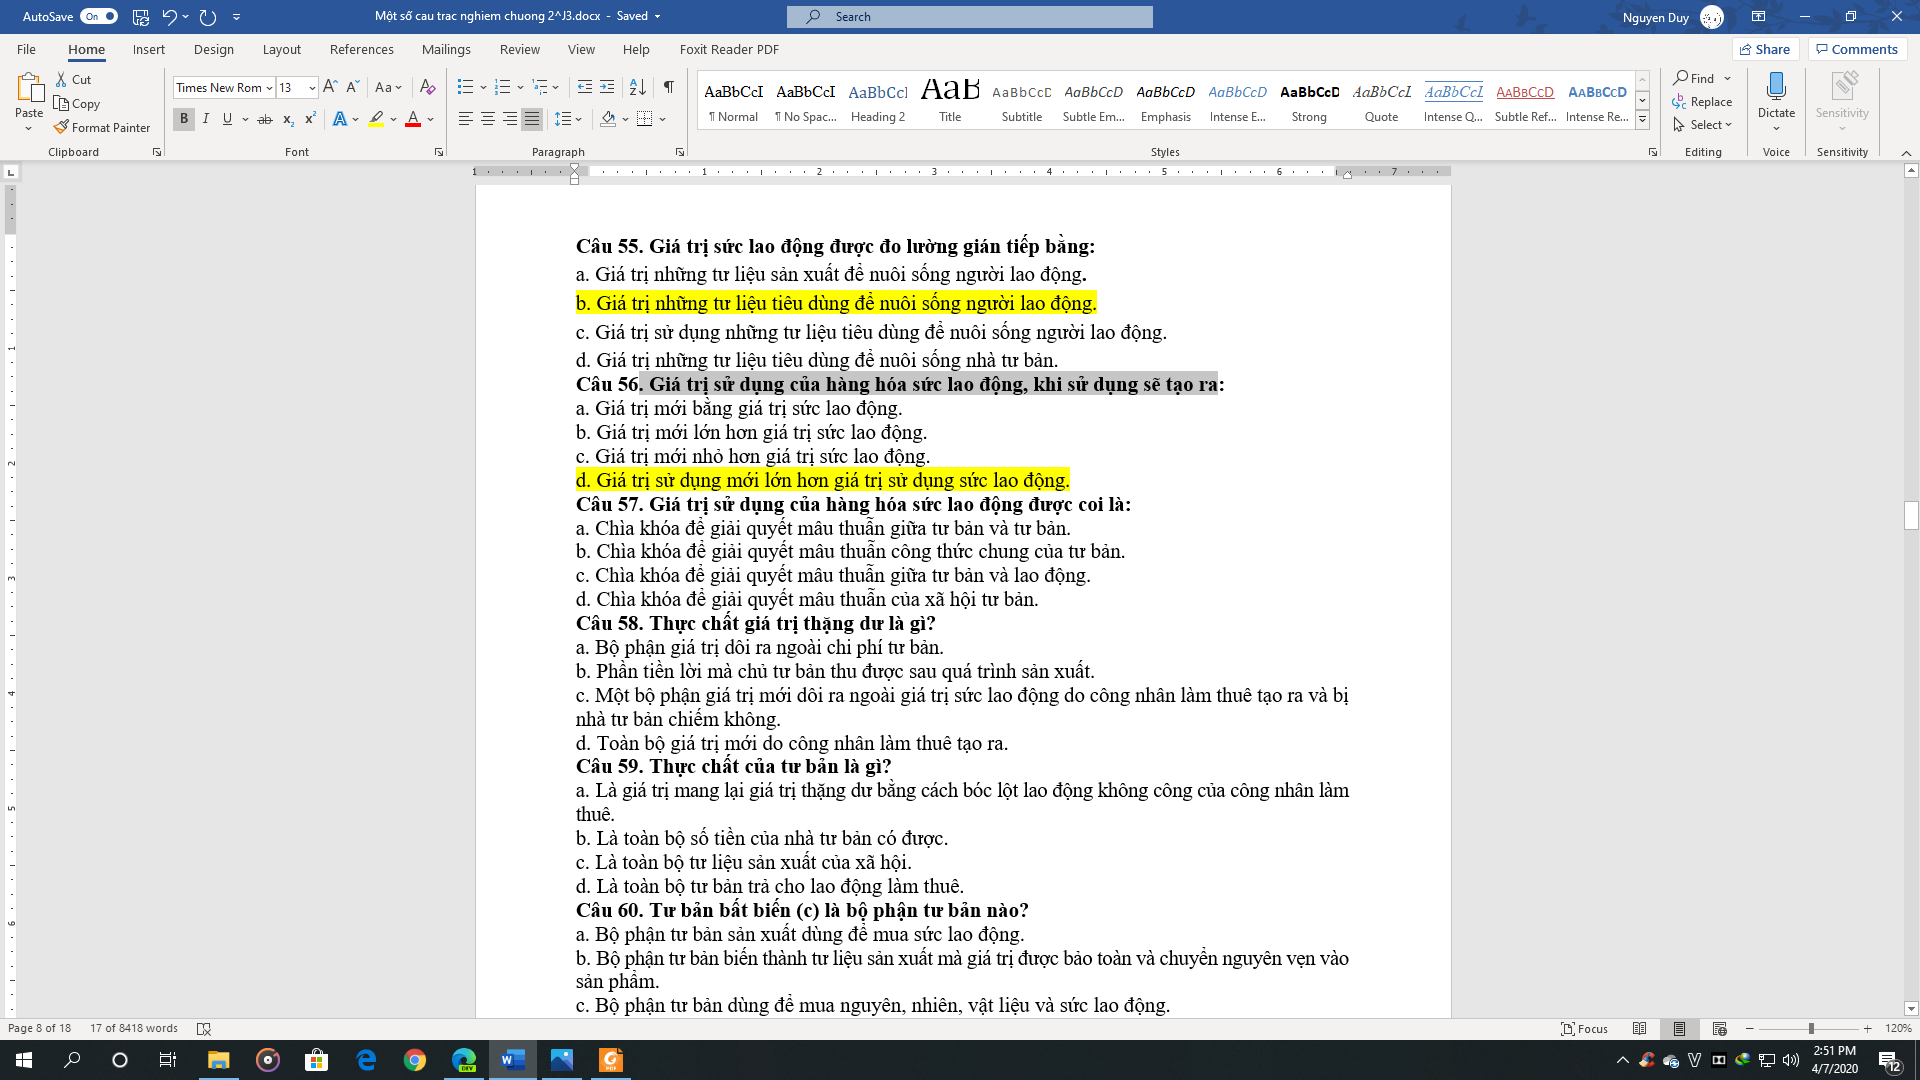 AutoSave On Một số cau trac nghiem chuong 2^J3.docx - Saved Search Nguyen Duy
File Home Insert Design Layout References Mailings Review View Help Foxit Reader PDF Share Comments
Paste Cut Copy Format Painter
Times New Rom 13
AaBbCcI AaBbCcI AaBbCcI AaB AaBbCcD AaBbCcD AaBbCcD AaBbCcD AaBbCcD AaBbCcL AaBbCcL AaBbCcD AaBbCcD
¶ Normal ¶ No Spac... Heading 2 Title Subtitle Subtle Em... Emphasis Intense E... Strong Quote Intense Q... Subtle Ref... Intense Re...
Find Replace Select Dictate Sensitivity
Clipboard Font Paragraph Styles Editing Voice Sensitivity
1 1 2 3 4 5 6 7
Câu 55. Giá trị sức lao động được đo lường gián tiếp bằng:
a. Giá trị những tư liệu sản xuất để nuôi sống người lao động.
b. Giá trị những tư liệu tiêu dùng để nuôi sống người lao động.
c. Giá trị sử dụng những tư liệu tiêu dùng để nuôi sống người lao động.
d. Giá trị những tư liệu tiêu dùng để nuôi sống nhà tư bản.
Câu 56. Giá trị sử dụng của hàng hóa sức lao động, khi sử dụng sẽ tạo ra:
a. Giá trị mới bằng giá trị sức lao động.
b. Giá trị mới lớn hơn giá trị sức lao động.
c. Giá trị mới nhỏ hơn giá trị sức lao động.
d. Giá trị sử dụng mới lớn hơn giá trị sử dụng sức lao động.
Câu 57. Giá trị sử dụng của hàng hóa sức lao động được coi là:
a. Chìa khóa để giải quyết mâu thuẫn giữa tư bản và tư bản.
b. Chìa khóa để giải quyết mâu thuẫn công thức chung của tư bản.
c. Chìa khóa để giải quyết mâu thuẫn giữa tư bản và lao động.
d. Chìa khóa để giải quyết mâu thuẫn của xã hội tư bản.
Câu 58. Thực chất giá trị thặng dư là gì?
a. Bộ phận giá trị dôi ra ngoài chi phí tư bản.
b. Phần tiền lời mà chủ tư bản thu được sau quá trình sản xuất.
c. Một bộ phận giá trị mới dôi ra ngoài giá trị sức lao động do công nhân làm thuê tạo ra và bị
nhà tư bản chiếm không.
d. Toàn bộ giá trị mới do công nhân làm thuê tạo ra.
Câu 59. Thực chất của tư bản là gì?
a. Là giá trị mang lại giá trị thặng dư bằng cách bóc lột lao động không công của công nhân làm
thuê.
b. Là toàn bộ số tiền của nhà tư bản có được.
c. Là toàn bộ tư liệu sản xuất của xã hội.
d. Là toàn bộ tư bản trả cho lao động làm thuê.
Câu 60. Tư bản bất biến (c) là bộ phận tư bản nào?
a. Bộ phận tư bản sản xuất dùng để mua sức lao động.
b. Bộ phận tư bản biến thành tư liệu sản xuất mà giá trị được bảo toàn và chuyển nguyên vẹn vào
sản phẩm.
c. Bộ phận tư bản dùng để mua nguyên, nhiên, vật liệu và sức lao động.
Page 8 of 18 17 of 8418 words Focus 120%
2:51 PM
4/7/2020
12